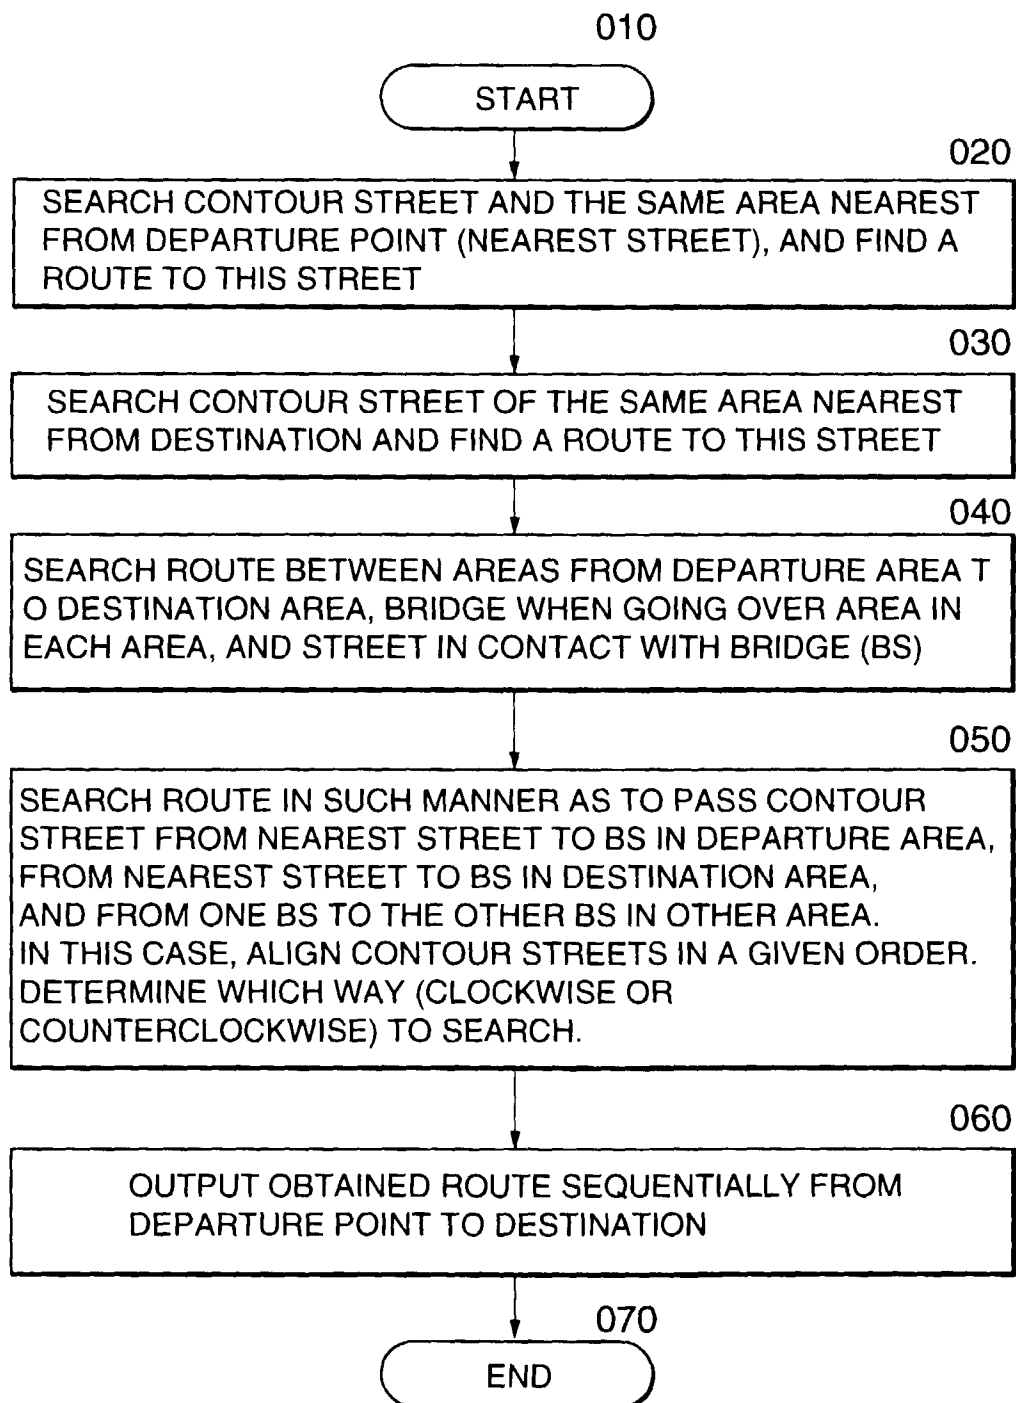 010
START
020
SEARCH CONTOUR STREET AND THE SAME AREA NEAREST
FROM DEPARTURE POINT (NEAREST STREET), AND FIND A
ROUTE TO THIS STREET
030
SEARCH CONTOUR STREET OF THE SAME AREA NEAREST
FROM DESTINATION AND FIND A ROUTE TO THIS STREET
040
SEARCH ROUTE BETWEEN AREAS FROM DEPARTURE AREA T
O DESTINATION AREA, BRIDGE WHEN GOING OVER AREA IN
EACH AREA, AND STREET IN CONTACT WITH BRIDGE (BS)
050
SEARCH ROUTE IN SUCH MANNER AS TO PASS CONTOUR
STREET FROM NEAREST STREET TO BS IN DEPARTURE AREA,
FROM NEAREST STREET TO BS IN DESTINATION AREA,
AND FROM ONE BS TO THE OTHER BS IN OTHER AREA.
IN THIS CASE, ALIGN CONTOUR STREETS IN A GIVEN ORDER.
DETERMINE WHICH WAY (CLOCKWISE OR
COUNTERCLOCKWISE) TO SEARCH.
060
OUTPUT OBTAINED ROUTE SEQUENTIALLY FROM
DEPARTURE POINT TO DESTINATION
070
END